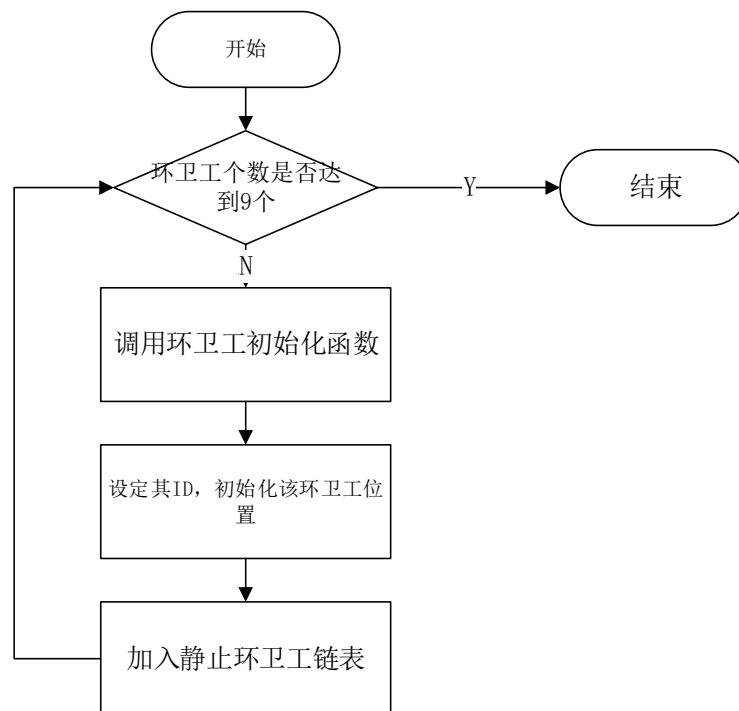 开始
环卫工个数是否达
到9个
Y
结束
N
调用环卫工初始化函数
设定其ID，初始化该环卫工位
置
加入静止环卫工链表